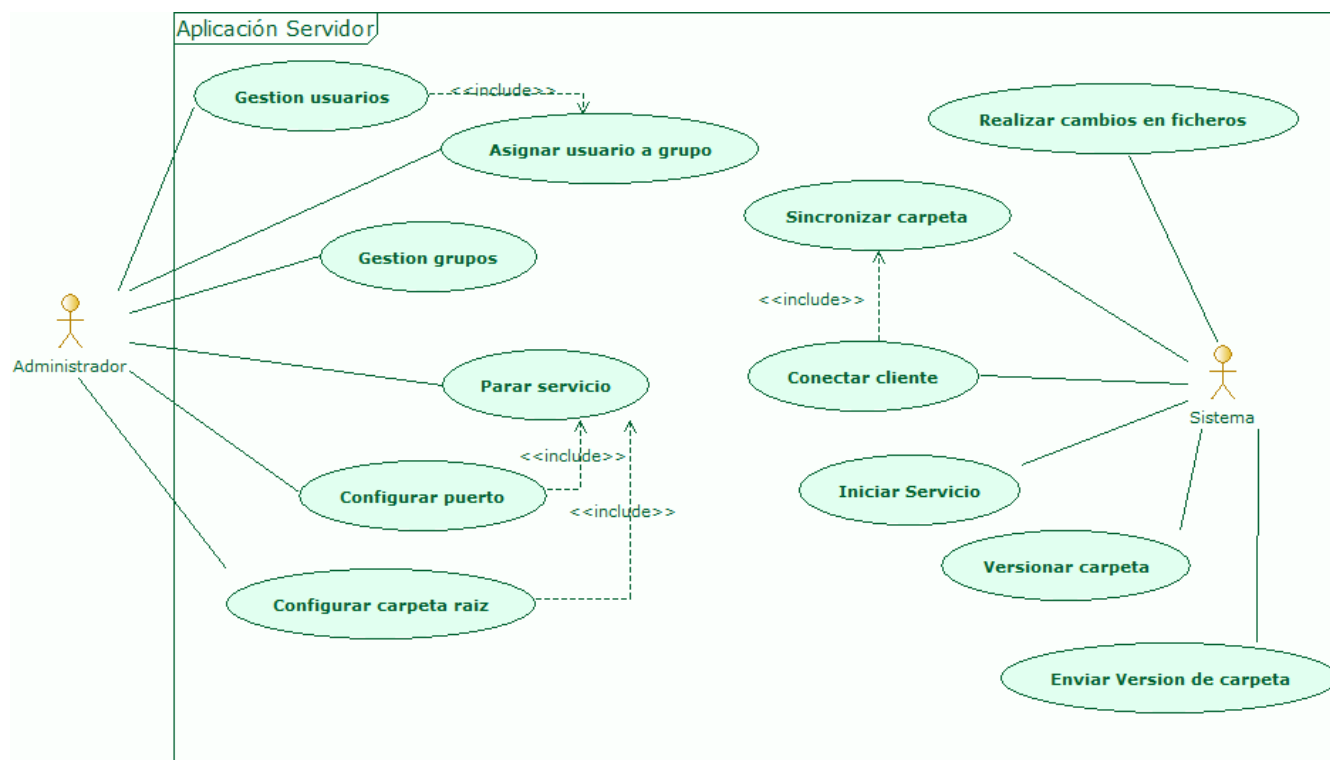 Aplicación Servidor
Gestion usuarios
<<include>>
Realizar cambios en ficheros
Asignar usuario a grupo
Sincronizar carpeta
Gestion grupos
<<include>>
Administrador
Parar servicio
Conectar cliente
Sistema
<<include>>
Configurar puerto
Iniciar Servicio
<<include>>
Versionar carpeta
Configurar carpeta raiz
Enviar Version de carpeta